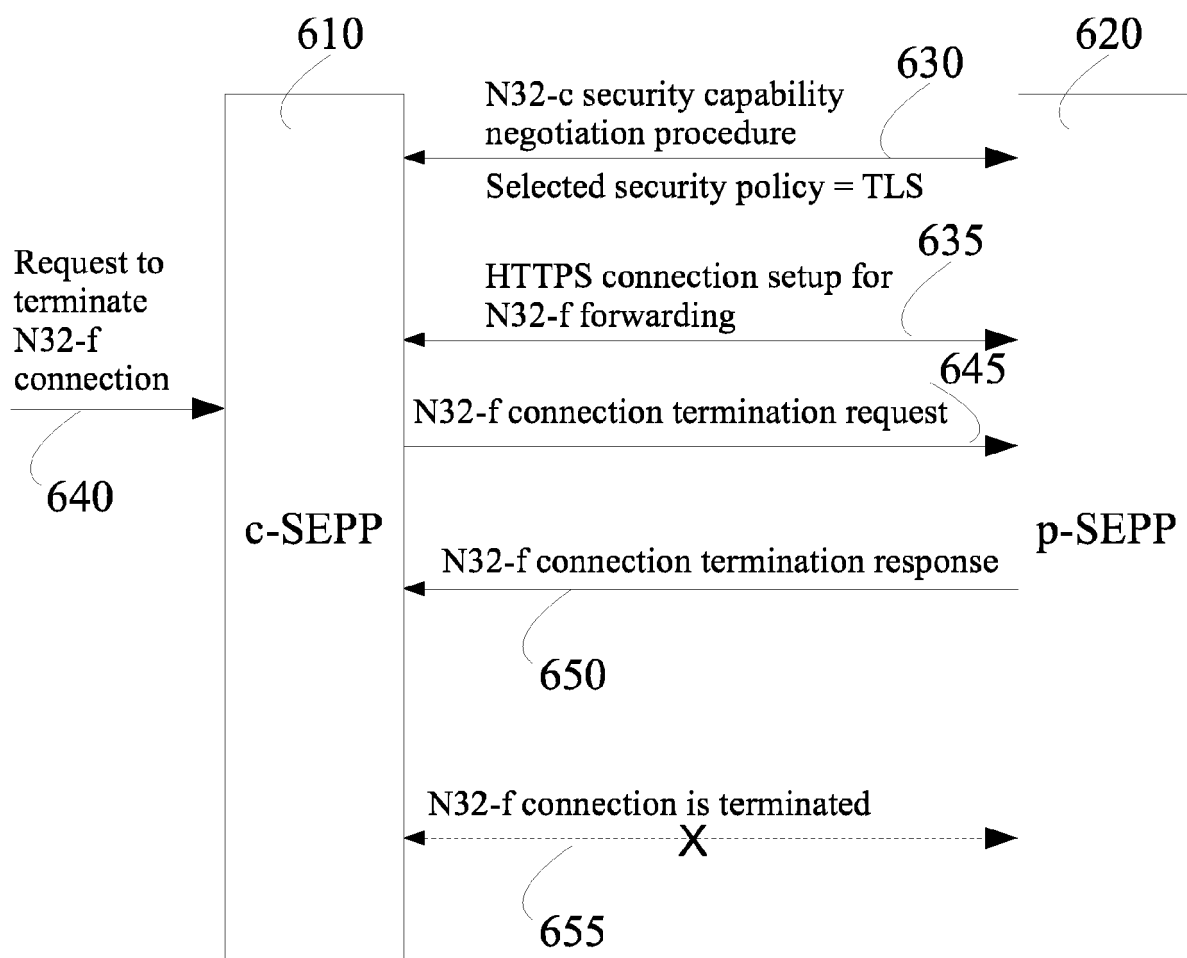 610
620
630
N32-c security capability
negotiation procedure
Selected security policy = TLS
635
Request to
terminate
N32-f
connection
HTTPS connection setup for
N32-f forwarding
645
N32-f connection termination request
640
c-SEPP
p-SEPP
N32-f connection termination response
650
N32-f connection is terminated
X
655